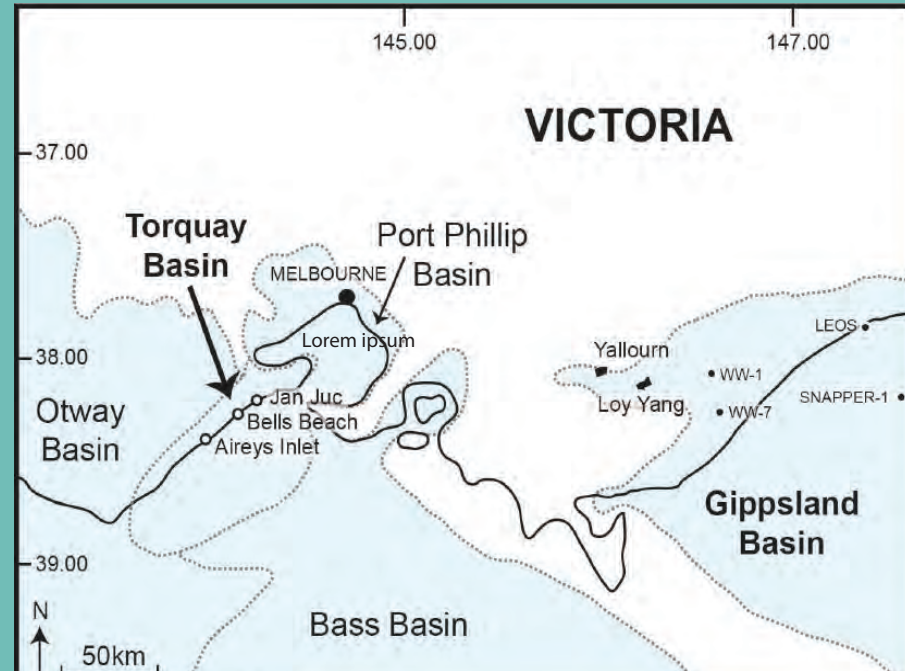 145.00
147.00
VICTORIA
37.00
Torquay
Basin
Port Phillip
Basin
MELBOURNE
Lorem ipsum
LEOS
38.00
Yallourn
WW-1
Loy Yang
SNAPPER-1
WW-7
Jan Juc
Bells Beach
Aireys Inlet
Otway
Basin
Gippsland
Basin
39.00
Bass Basin
N
50km